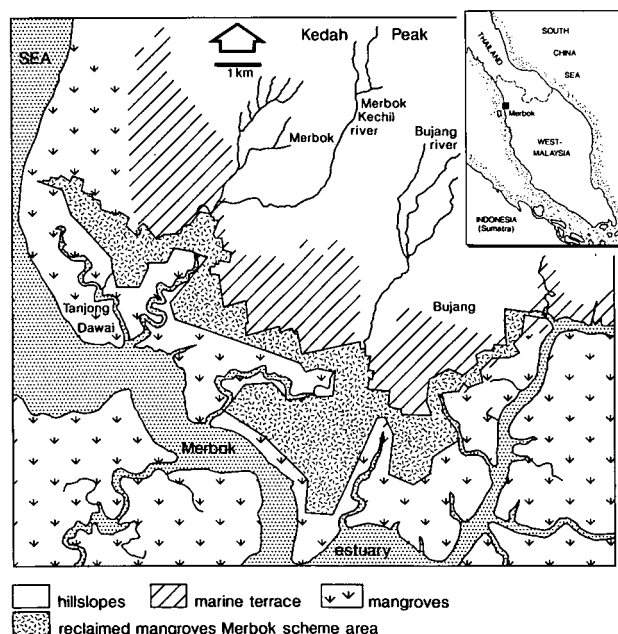 SEA
Kedah Peak
1 km
Merbok
Kechil
river
Merbok
Bujang
river
Tanjong
Dawai
Bujang
Merbok
estuary
THAILAND
SOUTH
CHINA
SEA
Merbok
WEST-
MALAYSIA
INDONESIA
(Sumatra)
hillslopes
marine terrace
mangroves
reclaimed mangroves Merbok scheme area